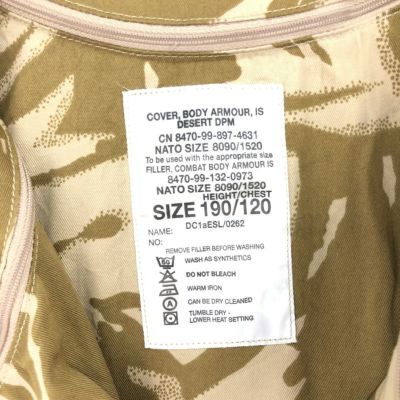 COVER, BODY ARMOUR, IS
DESERT DPM
CN 8470-99-897-4631
NATO SIZE 8090/1520
To be used with the appropriate size
FILLER, COMBAT BODY ARMOUR IS
8470-99-132-0973
NATO SIZE 8090/1520
HEIGHT/CHEST
SIZE 190/120
NAME: DC1aESL/0262
NO:
REMOVE FILLER BEFORE WASHING
WASH AS SYNTHETICS
DO NOT BLEACH
WARM IRON
CAN BE DRY CLEANED
TUMBLE DRY -
LOWER HEAT SETTING